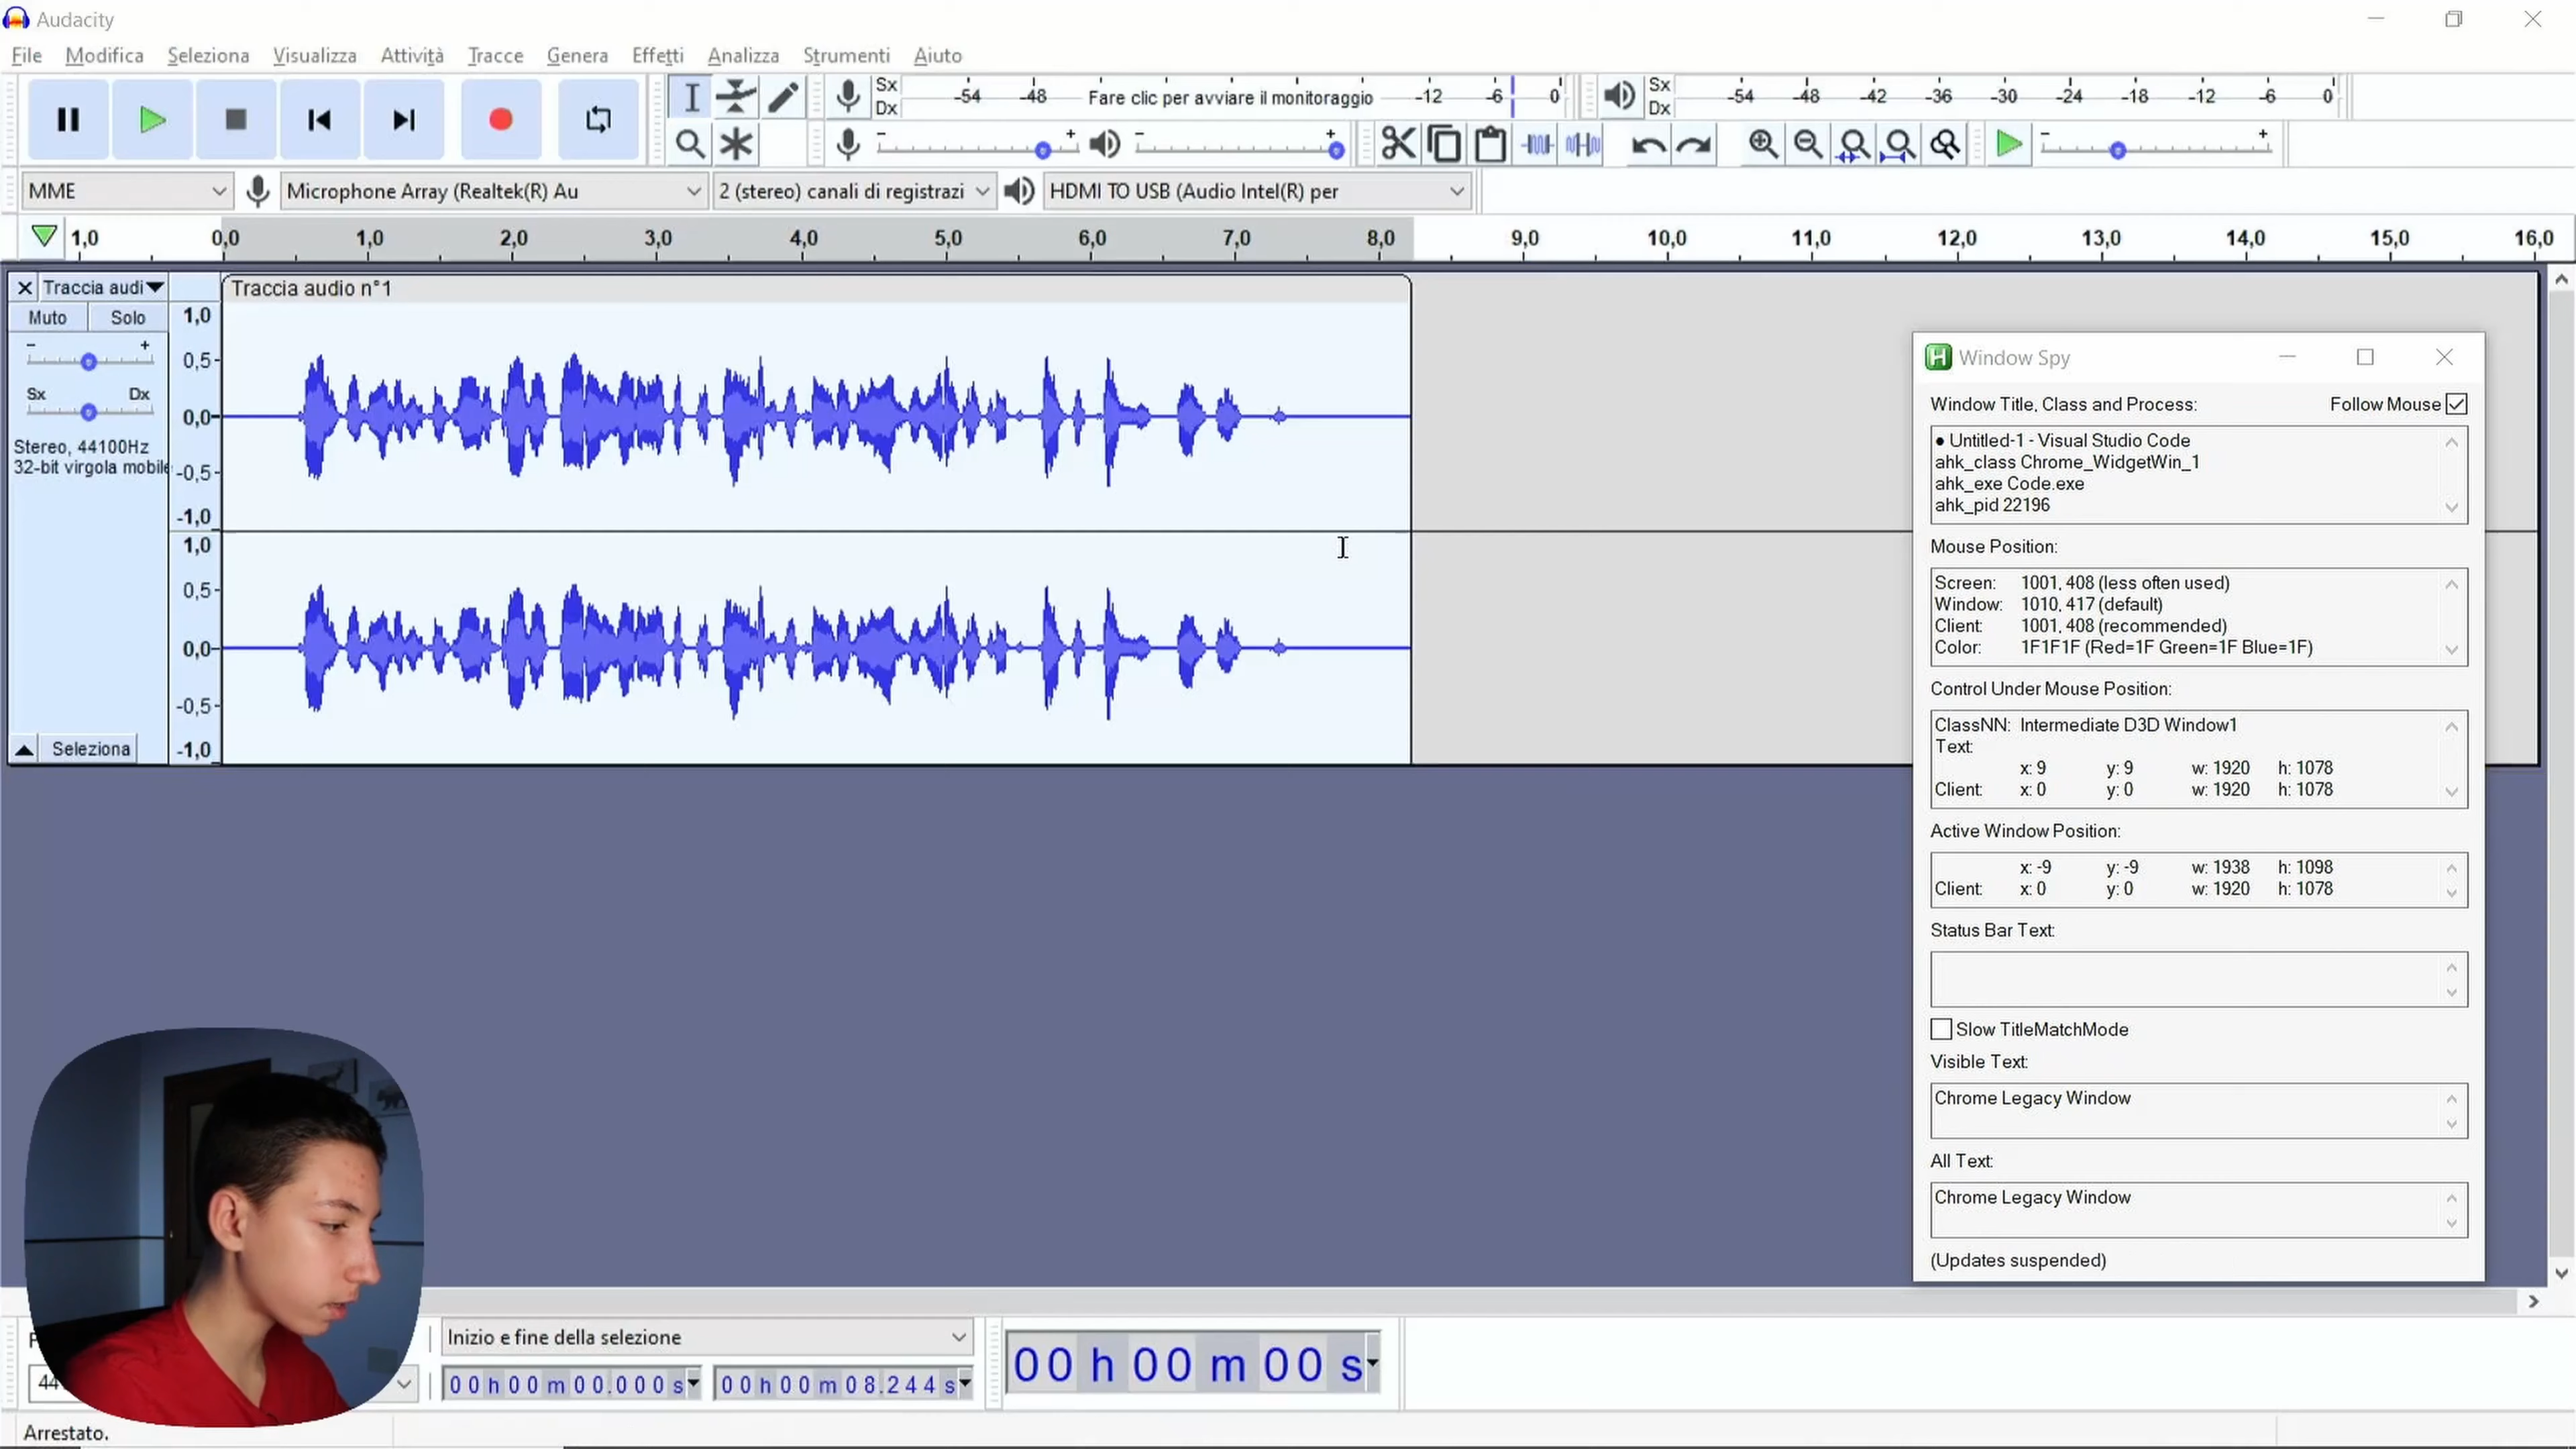 Audacity
File Modifica Seleziona Visualizza Attività Tracce Genera Effetti Analizza Strumenti Aiuto
Sx
Dx
-54 -48 Fare clic per avviare il monitoraggio -12 -6 0
Sx
Dx
-54 -48 -42 -36 -30 -24 -18 -12 -6 0
- + - + - +
MME Microphone Array (Realtek(R) Au 2 (stereo) canali di registrazi HDMI TO USB (Audio Intel(R) per
1,0 0,0 1,0 2,0 3,0 4,0 5,0 6,0 7,0 8,0 9,0 10,0 11,0 12,0 13,0 14,0 15,0 16,0
Traccia audi Traccia audio n°1
Muto Solo
- +
Sx Dx
Stereo, 44100Hz
32-bit virgola mobile
1,0
0,5
0,0
-0,5
-1,0
1,0
0,5
0,0
-0,5
-1,0
Seleziona
Window Spy
Window Title, Class and Process: Follow Mouse
● Untitled-1 - Visual Studio Code
ahk_class Chrome_WidgetWin_1
ahk_exe Code.exe
ahk_pid 22196
Mouse Position:
Screen: 1001, 408 (less often used)
Window: 1010, 417 (default)
Client: 1001, 408 (recommended)
Color: 1F1F1F (Red=1F Green=1F Blue=1F)
Control Under Mouse Position:
ClassNN: Intermediate D3D Window1
Text:
x: 9 y: 9 w: 1920 h: 1078
Client: x: 0 y: 0 w: 1920 h: 1078
Active Window Position:
x: -9 y: -9 w: 1938 h: 1098
Client: x: 0 y: 0 w: 1920 h: 1078
Status Bar Text:
Slow TitleMatchMode
Visible Text:
Chrome Legacy Window
All Text:
Chrome Legacy Window
(Updates suspended)
Inizio e fine della selezione
44
00 h 00 m 00.000 s 00 h 00 m 08.244 s
00 h 00 m 00 s
Arrestato.